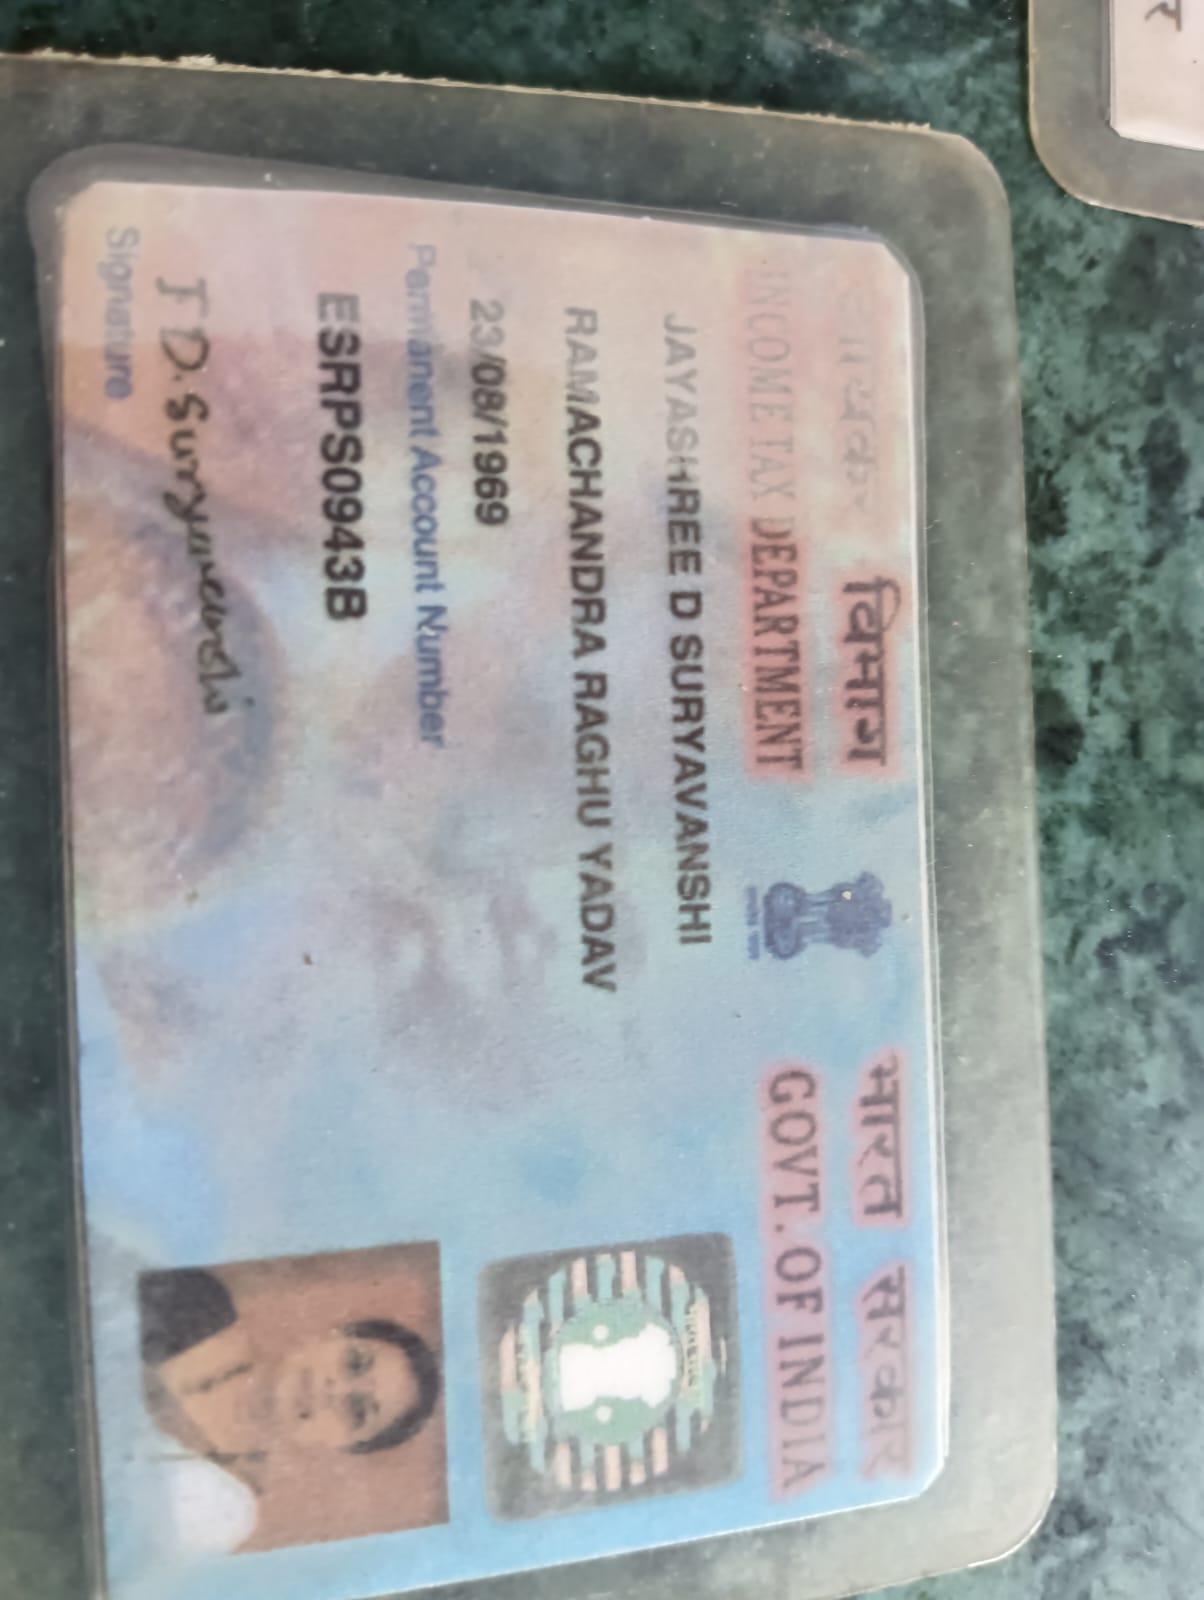 आयकर विभाग
INCOME TAX DEPARTMENT
भारत सरकार
GOVT. OF INDIA
JAYASHREE D SURYAVANSHI
RAMACHANDRA RAGHU YADAV
23/08/1969
Permanent Account Number
ESRPS0943B
J D. Suryavanshi
Signature